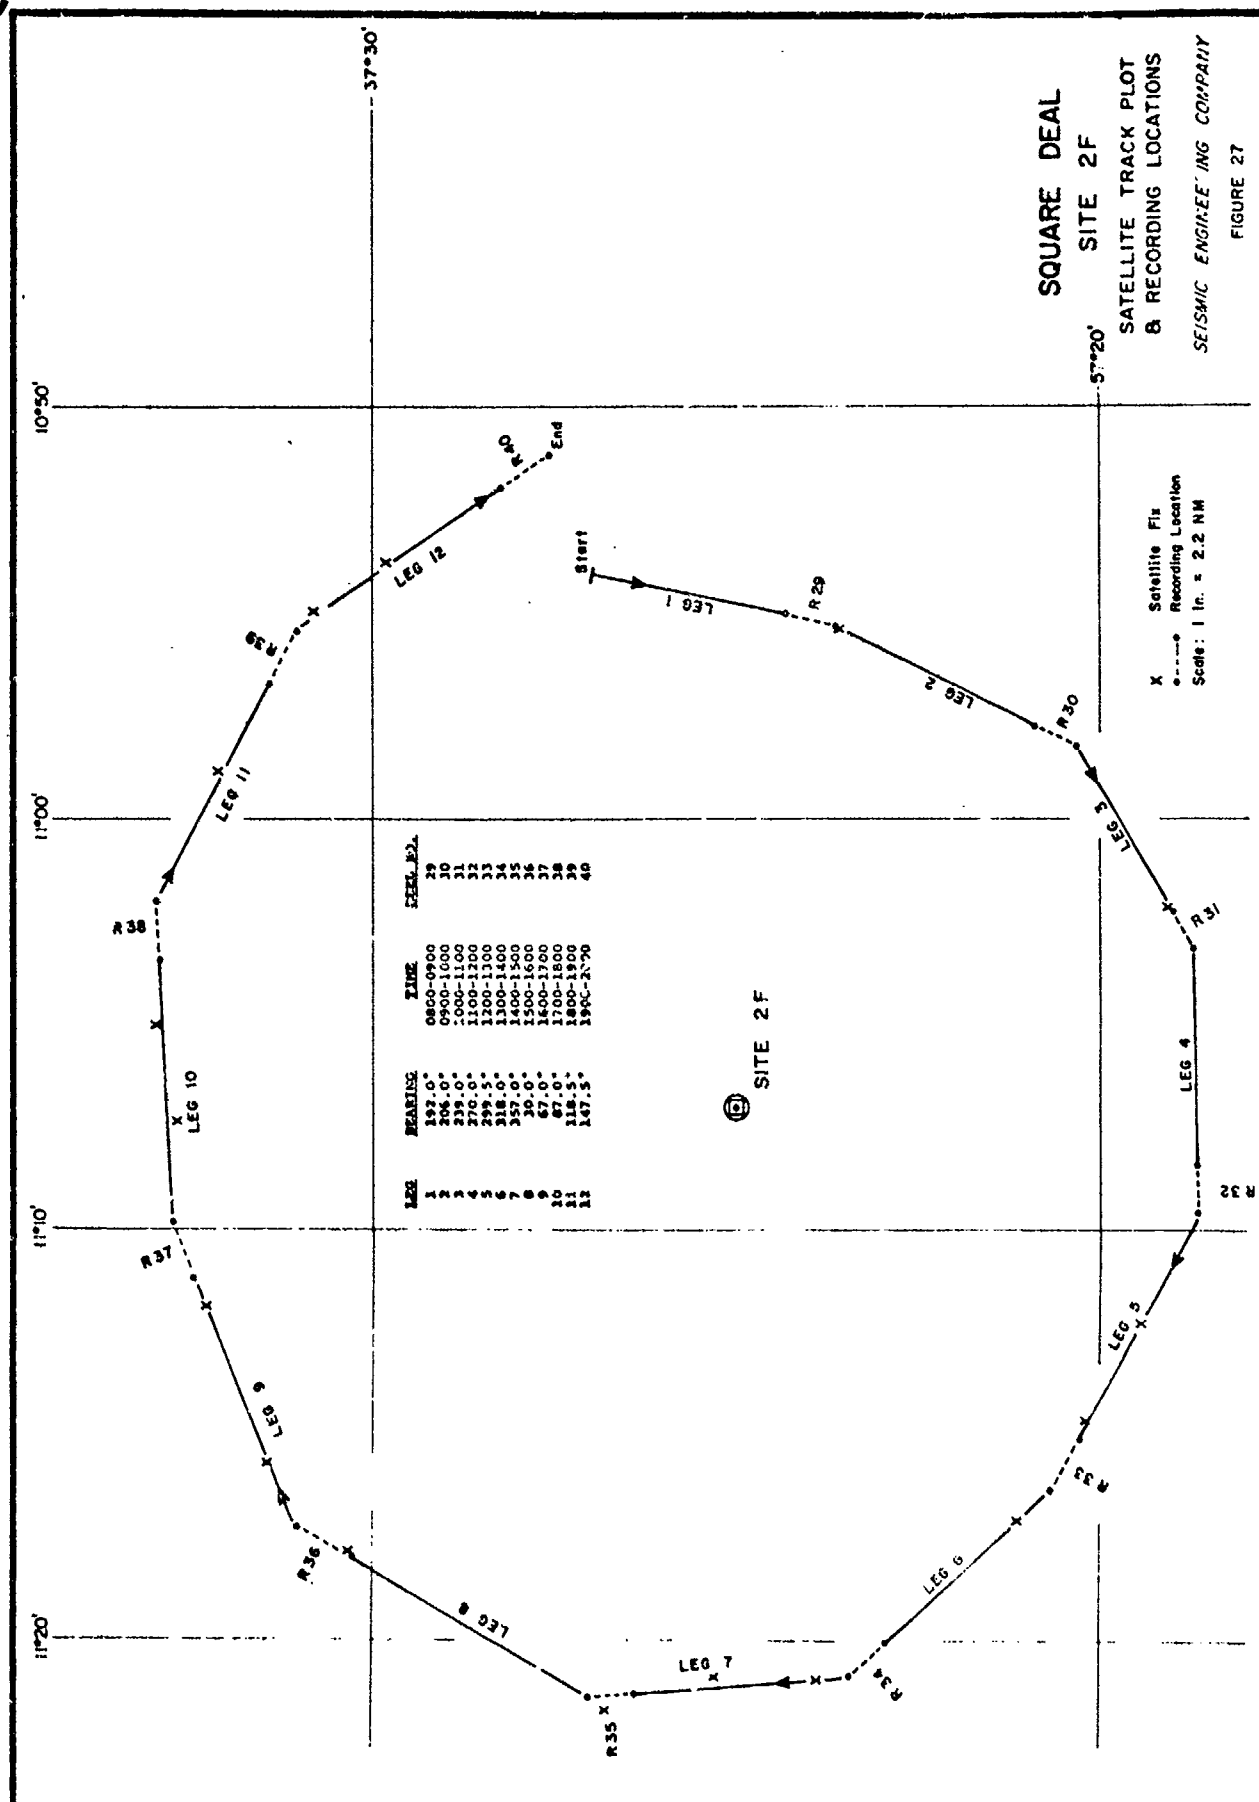 SQUARE DEAL
SITE 2F
SATELLITE TRACK PLOT
& RECORDING LOCATIONS
SEISMIC ENGINEE ING COMPANY
FIGURE 27
57°30'
57°20'
10°50'
11°00'
11°10'
11°20'
Start
LEG 1
R 29
LEG 2
R 30
LEG 3
R 31
LEG 4
R 32
LEG 5
R 33
LEG 6
R 34
LEG 7
R 35
LEG 8
R 36
LEG 9
R 37
LEG 10
R 38
LEG 11
R 39
LEG 12
R 40
End
SITE 2F
LEG BEARING TIME REEL NO.
1 192.0° 0800-0900 29
2 206.0° 0900-1000 30
3 239.0° 1000-1100 31
4 270.0° 1100-1200 32
5 299.5° 1200-1300 33
6 318.0° 1300-1400 34
7 357.0° 1400-1500 35
8 30.0° 1500-1600 36
9 67.0° 1600-1700 37
10 87.0° 1700-1800 38
11 118.5° 1800-1900 39
12 147.5° 1900-2000 40
X Satellite Fix
Recording Location
Scale: 1 In. = 2.2 NM